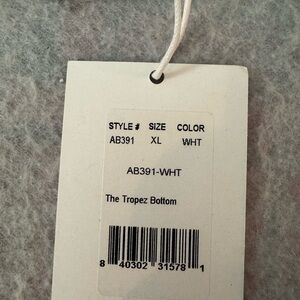 STYLE # SIZE COLOR
AB391 XL WHT
AB391-WHT
The Tropez Bottom
8 40302 31578 1